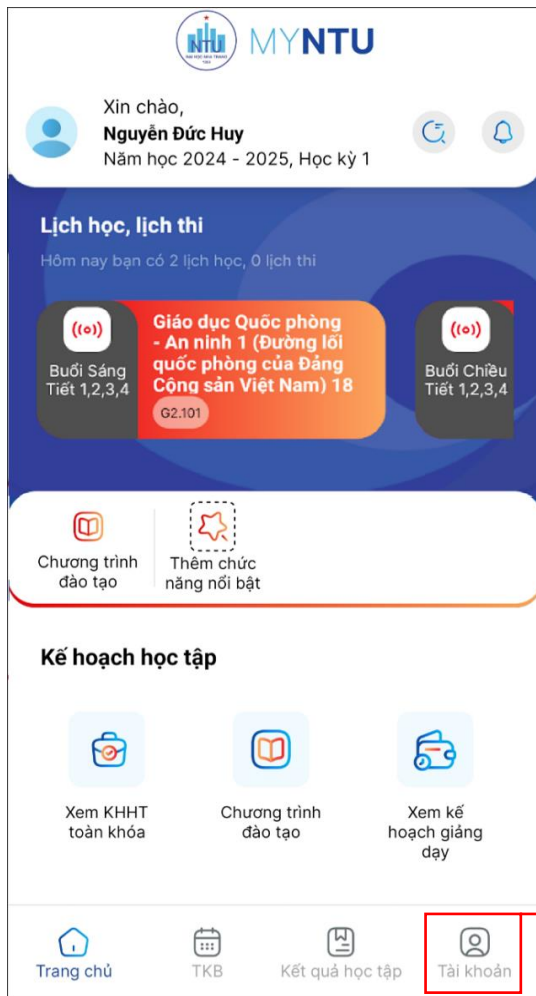 NTU
MYNTU
Xin chào,
Nguyễn Đức Huy
Năm học 2024 - 2025, Học kỳ 1
Lịch học, lịch thi
Hôm nay bạn có 2 lịch học, 0 lịch thi
Buổi Sáng
Tiết 1,2,3,4
Giáo dục Quốc phòng
- An ninh 1 (Đường lối
quốc phòng của Đảng
Cộng sản Việt Nam) 18
G2.101
Buổi Chiều
Tiết 1,2,3,4
Chương trình
đào tạo
Thêm chức
năng nổi bật
Kế hoạch học tập
Xem KHHT
toàn khóa
Chương trình
đào tạo
Xem kế
hoạch giảng
dạy
Trang chủ
TKB
Kết quả học tập
Tài khoản